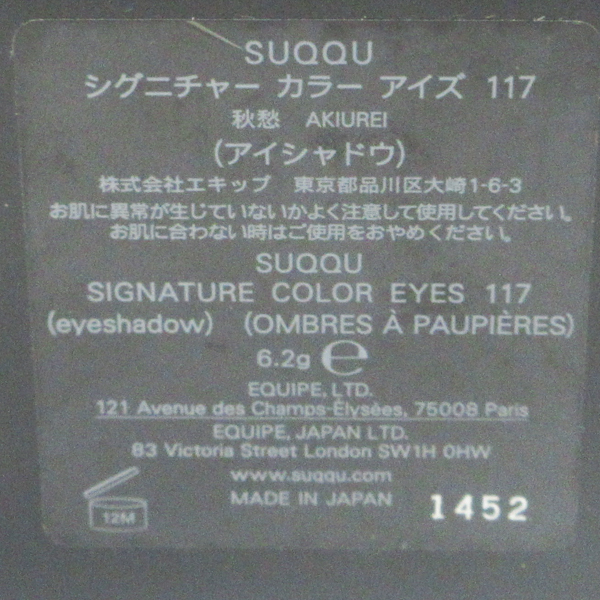 SUQQU
シグニチャー カラー アイズ 117
秋愁 AKIUREI
(アイシャドウ)
株式会社エキップ 東京都品川区大崎1-6-3
お肌に異常が生じていないかよく注意して使用してください。
お肌に合わない時はご使用をおやめください。
SUQQU
SIGNATURE COLOR EYES 117
(eyeshadow) (OMBRES À PAUPIÈRES)
6.2g ℮
EQUIPE, LTD.
121 Avenue des Champs-Élysées, 75008 Paris
EQUIPE, JAPAN LTD.
83 Victoria Street London SW1H 0HW
www.suqqu.com
MADE IN JAPAN
12M
1452